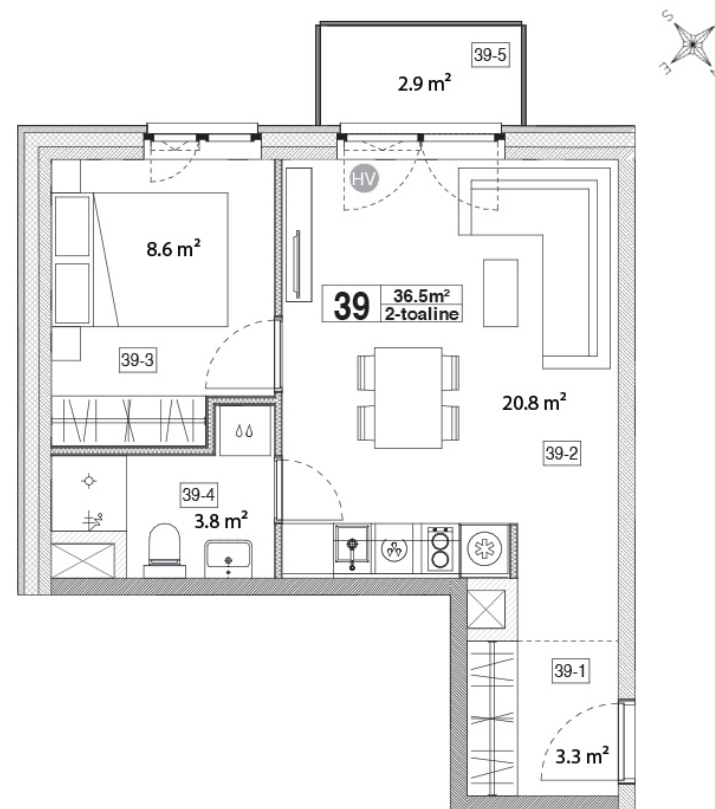 S
E
39-5
2.9 m²
HV
8.6 m²
39 36.5m²
2-toaline
39-3
20.8 m²
39-2
39-4
3.8 m²
39-1
3.3 m²